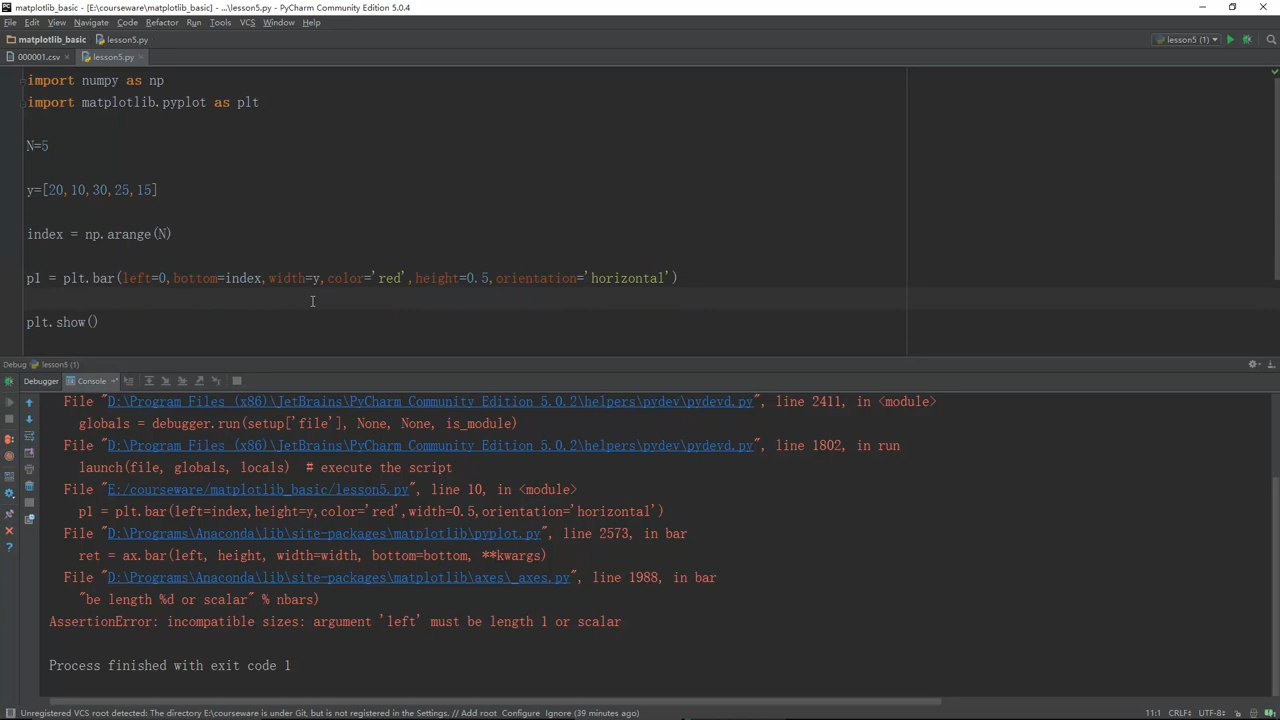 matplotlib_basic - [E:\courseware\matplotlib_basic] - ...\lesson5.py - PyCharm Community Edition 5.0.4
File Edit View Navigate Code Refactor Run Tools VCS Window Help
matplotlib_basic lesson5.py lesson5 (1)
000001.csv lesson5.py
import numpy as np
import matplotlib.pyplot as plt
N=5
y=[20,10,30,25,15]
index = np.arange(N)
p1 = plt.bar(left=0,bottom=index,width=y,color='red',height=0.5,orientation='horizontal')
plt.show()
Debug lesson5 (1)
Debugger Console
File "D:\Program Files (x86)\JetBrains\PyCharm Community Edition 5.0.2\helpers\pydev\pydevd.py", line 2411, in <module>
globals = debugger.run(setup['file'], None, None, is_module)
File "D:\Program Files (x86)\JetBrains\PyCharm Community Edition 5.0.2\helpers\pydev\pydevd.py", line 1802, in run
launch(file, globals, locals)  # execute the script
File "E:/courseware/matplotlib_basic/lesson5.py", line 10, in <module>
p1 = plt.bar(left=index,height=y,color='red',width=0.5,orientation='horizontal')
File "D:\Programs\Anaconda\lib\site-packages\matplotlib\pyplot.py", line 2573, in bar
ret = ax.bar(left, height, width=width, bottom=bottom, **kwargs)
File "D:\Programs\Anaconda\lib\site-packages\matplotlib\axes\_axes.py", line 1988, in bar
"be length %d or scalar" % nbars)
AssertionError: incompatible sizes: argument 'left' must be length 1 or scalar
Process finished with exit code 1
Unregistered VCS root detected: The directory E:\courseware is under Git, but is not registered in the Settings. // Add root Configure Ignore (39 minutes ago) 11:1 CRLF÷ UTF-8÷